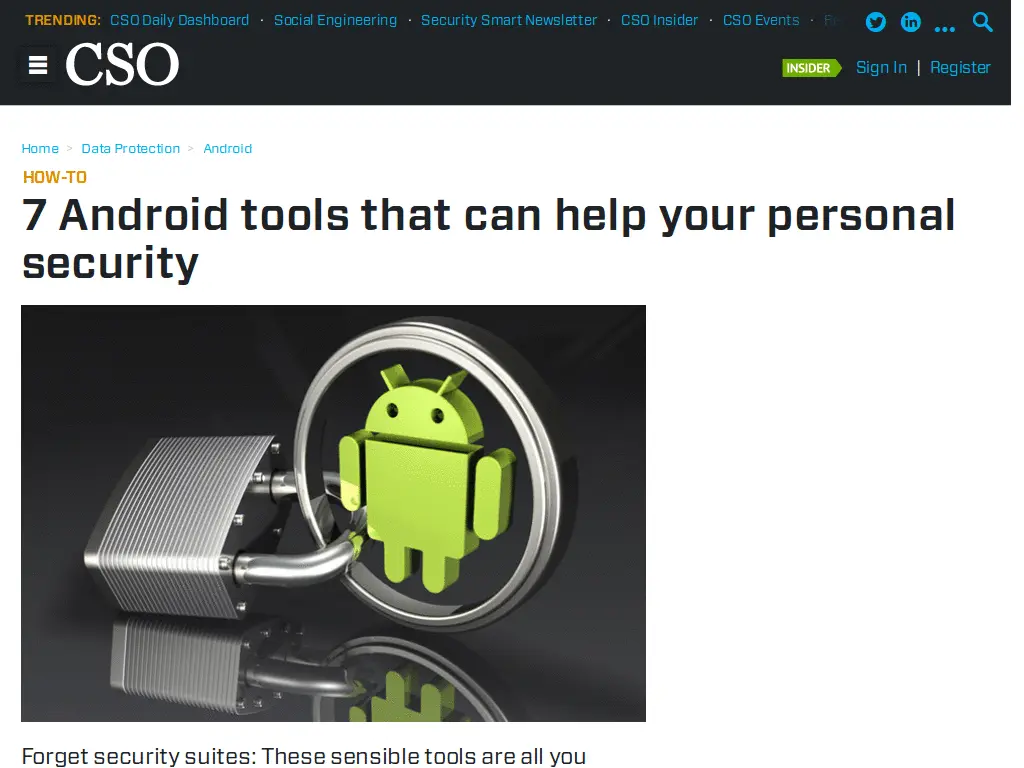 TRENDING: CSO Daily Dashboard · Social Engineering · Security Smart Newsletter · CSO Insider · CSO Events ·
CSO
INSIDER Sign In | Register
Home > Data Protection > Android
HOW-TO
7 Android tools that can help your personal
security
Forget security suites: These sensible tools are all you